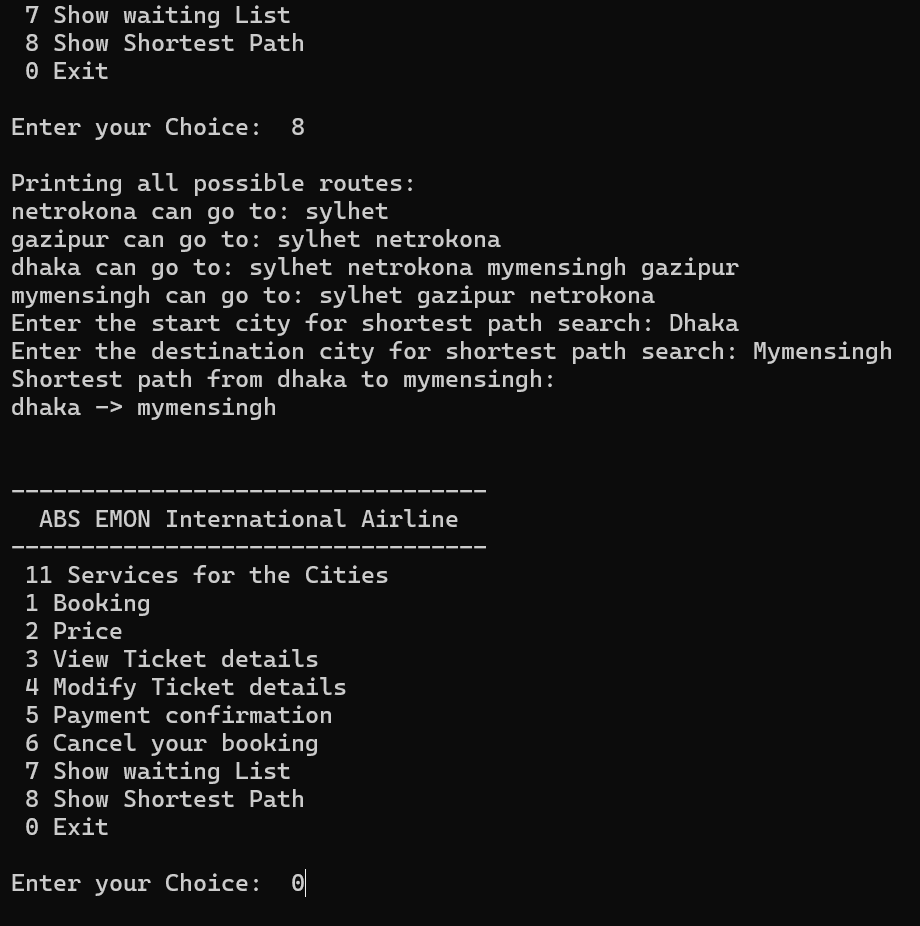 7 Show waiting List
8 Show Shortest Path
0 Exit
Enter your Choice:  8
Printing all possible routes:
netrokona can go to: sylhet
gazipur can go to: sylhet netrokona
dhaka can go to: sylhet netrokona mymensingh gazipur
mymensingh can go to: sylhet gazipur netrokona
Enter the start city for shortest path search: Dhaka
Enter the destination city for shortest path search: Mymensingh
Shortest path from dhaka to mymensingh:
dhaka -> mymensingh
----------------------------------
ABS EMON International Airline
----------------------------------
11 Services for the Cities
1 Booking
2 Price
3 View Ticket details
4 Modify Ticket details
5 Payment confirmation
6 Cancel your booking
7 Show waiting List
8 Show Shortest Path
0 Exit
Enter your Choice:  0